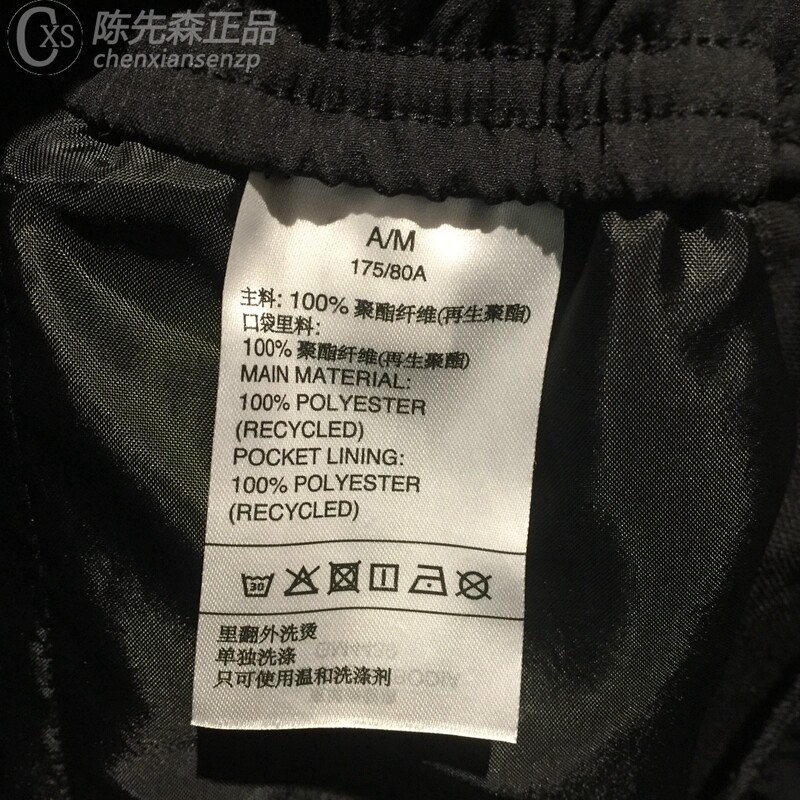 CXS 陈先森正品
chenxiansenzp
A/M
175/80A
主料: 100% 聚酯纤维(再生聚酯)
口袋里料:
100% 聚酯纤维(再生聚酯)
MAIN MATERIAL:
100% POLYESTER
(RECYCLED)
POCKET LINING:
100% POLYESTER
(RECYCLED)
30
里翻外洗烫
单独洗涤
只可使用温和洗涤剂